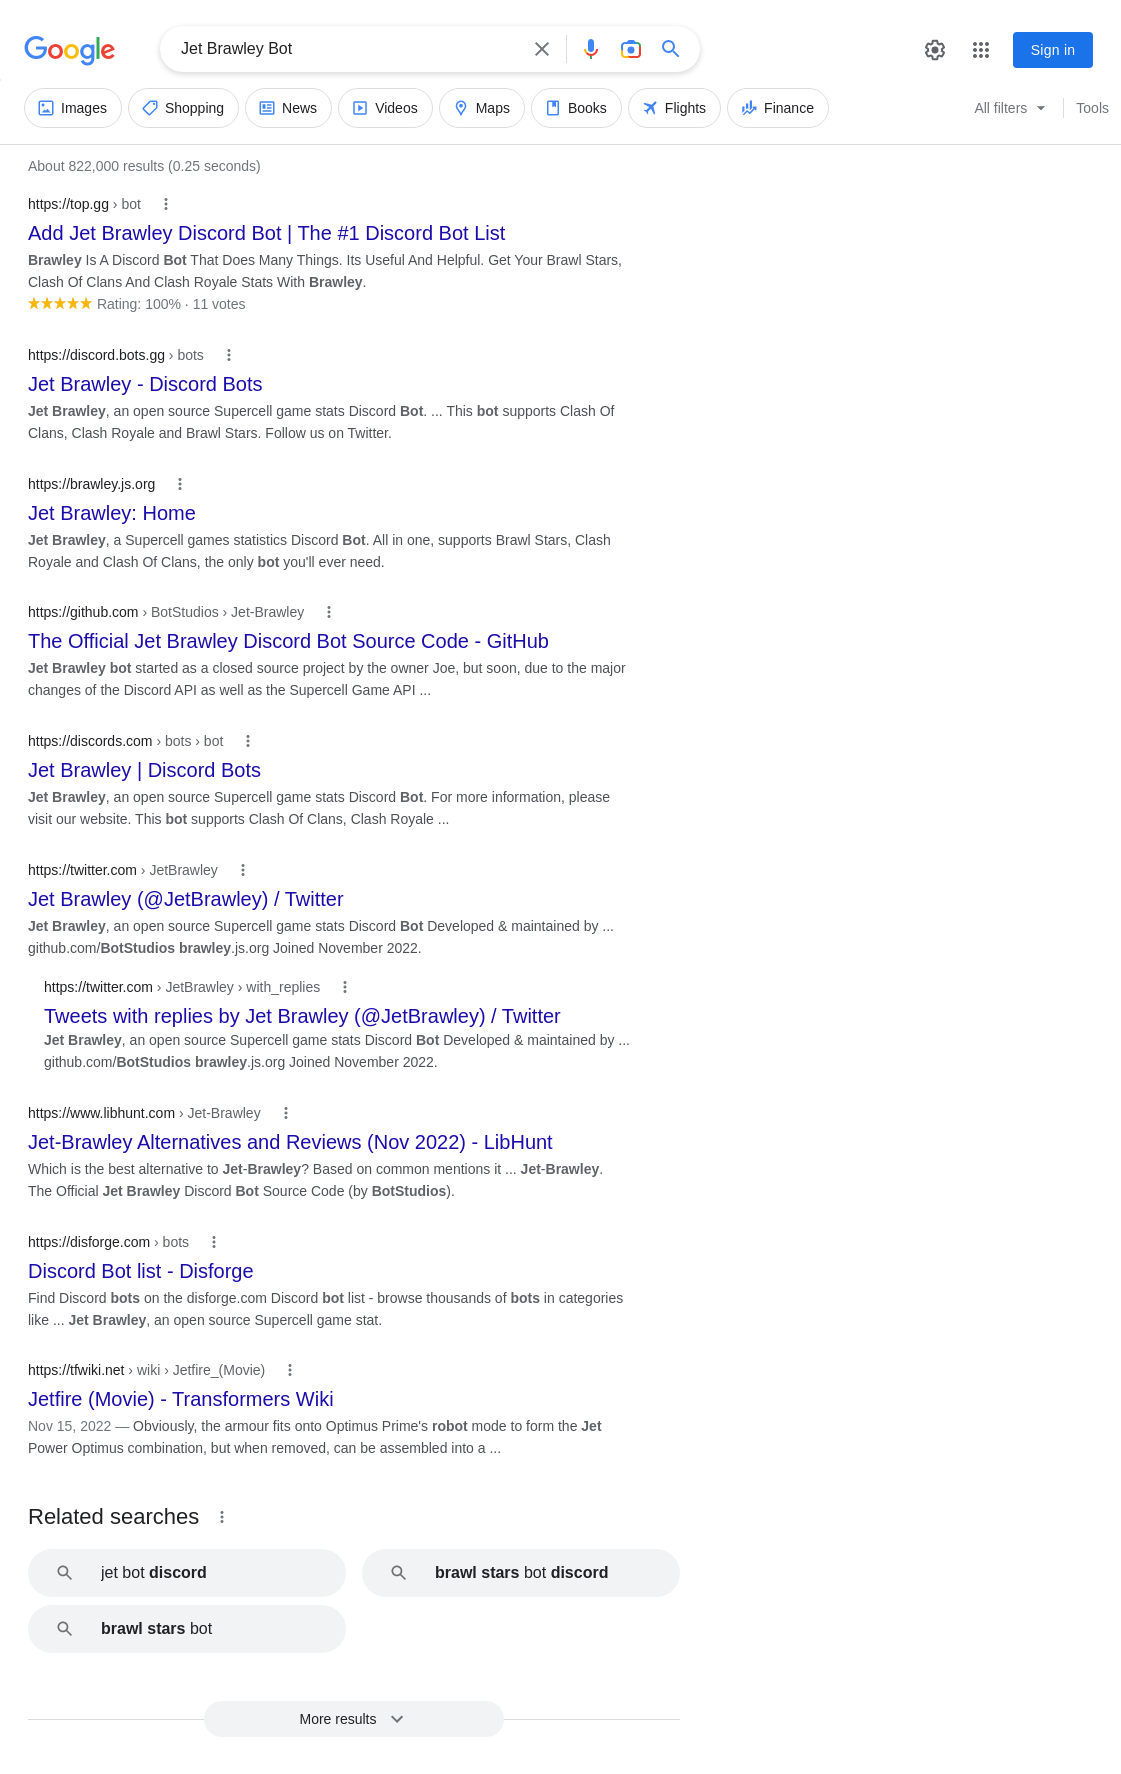 Google
Jet Brawley Bot
Sign in
Images Shopping News Videos Maps Books Flights Finance All filters Tools
About 822,000 results (0.25 seconds)
https://top.gg › bot
Add Jet Brawley Discord Bot | The #1 Discord Bot List
Brawley Is A Discord Bot That Does Many Things. Its Useful And Helpful. Get Your Brawl Stars,
Clash Of Clans And Clash Royale Stats With Brawley.
Rating: 100% · 11 votes
https://discord.bots.gg › bots
Jet Brawley - Discord Bots
Jet Brawley, an open source Supercell game stats Discord Bot. ... This bot supports Clash Of
Clans, Clash Royale and Brawl Stars. Follow us on Twitter.
https://brawley.js.org
Jet Brawley: Home
Jet Brawley, a Supercell games statistics Discord Bot. All in one, supports Brawl Stars, Clash
Royale and Clash Of Clans, the only bot you'll ever need.
https://github.com › BotStudios › Jet-Brawley
The Official Jet Brawley Discord Bot Source Code - GitHub
Jet Brawley bot started as a closed source project by the owner Joe, but soon, due to the major
changes of the Discord API as well as the Supercell Game API ...
https://discords.com › bots › bot
Jet Brawley | Discord Bots
Jet Brawley, an open source Supercell game stats Discord Bot. For more information, please
visit our website. This bot supports Clash Of Clans, Clash Royale ...
https://twitter.com › JetBrawley
Jet Brawley (@JetBrawley) / Twitter
Jet Brawley, an open source Supercell game stats Discord Bot Developed & maintained by ...
github.com/BotStudios brawley.js.org Joined November 2022.
https://twitter.com › JetBrawley › with_replies
Tweets with replies by Jet Brawley (@JetBrawley) / Twitter
Jet Brawley, an open source Supercell game stats Discord Bot Developed & maintained by ...
github.com/BotStudios brawley.js.org Joined November 2022.
https://www.libhunt.com › Jet-Brawley
Jet-Brawley Alternatives and Reviews (Nov 2022) - LibHunt
Which is the best alternative to Jet-Brawley? Based on common mentions it ... Jet-Brawley.
The Official Jet Brawley Discord Bot Source Code (by BotStudios).
https://disforge.com › bots
Discord Bot list - Disforge
Find Discord bots on the disforge.com Discord bot list - browse thousands of bots in categories
like ... Jet Brawley, an open source Supercell game stat.
https://tfwiki.net › wiki › Jetfire_(Movie)
Jetfire (Movie) - Transformers Wiki
Nov 15, 2022 — Obviously, the armour fits onto Optimus Prime's robot mode to form the Jet
Power Optimus combination, but when removed, can be assembled into a ...
Related searches
jet bot discord
brawl stars bot discord
brawl stars bot
More results